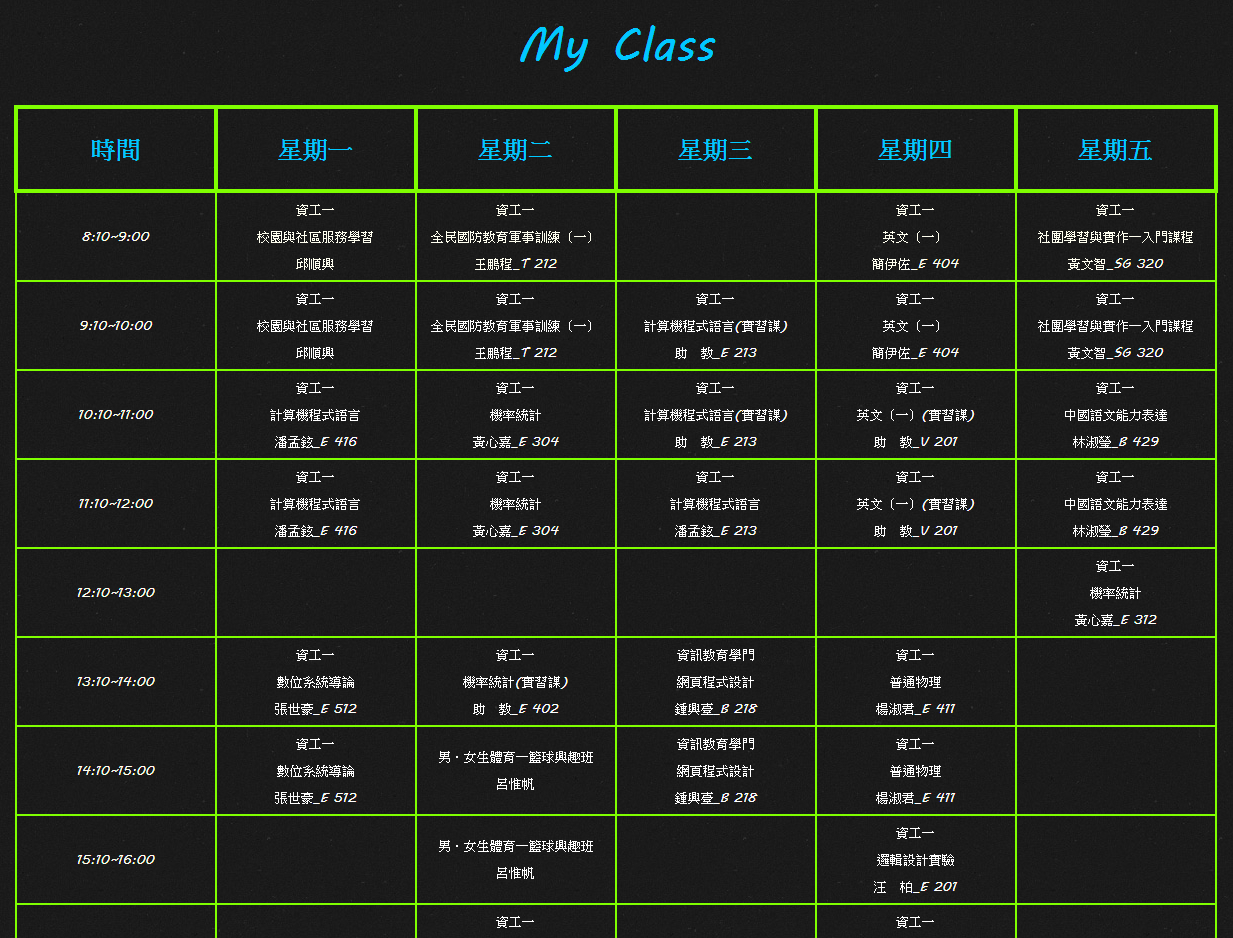 My Class
時間 星期一 星期二 星期三 星期四 星期五
8:10~9:00
資工一
校園與社區服務學習
邱順興
資工一
全民國防教育軍事訓練〔一〕
王鵬程_T 212
資工一
英文〔一〕
簡伊佐_E 404
資工一
社團學習與實作一入門課程
黃文智_SG 320
9:10~10:00
資工一
校園與社區服務學習
邱順興
資工一
全民國防教育軍事訓練〔一〕
王鵬程_T 212
資工一
計算機程式語言(實習課)
助　教_E 213
資工一
英文〔一〕
簡伊佐_E 404
資工一
社團學習與實作一入門課程
黃文智_SG 320
10:10~11:00
資工一
計算機程式語言
潘孟鉉_E 416
資工一
機率統計
黃心嘉_E 304
資工一
計算機程式語言(實習課)
助　教_E 213
資工一
英文〔一〕(實習課)
助　教_V 201
資工一
中國語文能力表達
林淑瑩_B 429
11:10~12:00
資工一
計算機程式語言
潘孟鉉_E 416
資工一
機率統計
黃心嘉_E 304
資工一
計算機程式語言
潘孟鉉_E 213
資工一
英文〔一〕(實習課)
助　教_V 201
資工一
中國語文能力表達
林淑瑩_B 429
12:10~13:00
資工一
機率統計
黃心嘉_E 312
13:10~14:00
資工一
數位系統導論
張世豪_E 512
資工一
機率統計(實習課)
助　教_E 402
資訊教育學門
網頁程式設計
鍾興臺_B 218
資工一
普通物理
楊淑君_E 411
14:10~15:00
資工一
數位系統導論
張世豪_E 512
男‧女生體育一籃球興趣班
呂惟帆
資訊教育學門
網頁程式設計
鍾興臺_B 218
資工一
普通物理
楊淑君_E 411
15:10~16:00
男‧女生體育一籃球興趣班
呂惟帆
資工一
邏輯設計實驗
汪　柏_E 201
資工一
資工一